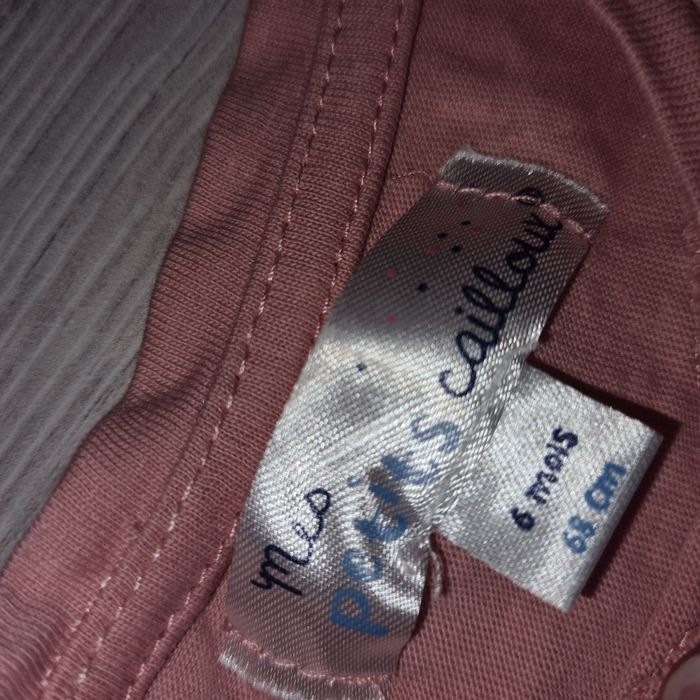 mes
petits
cailloux
6 mois
68 cm